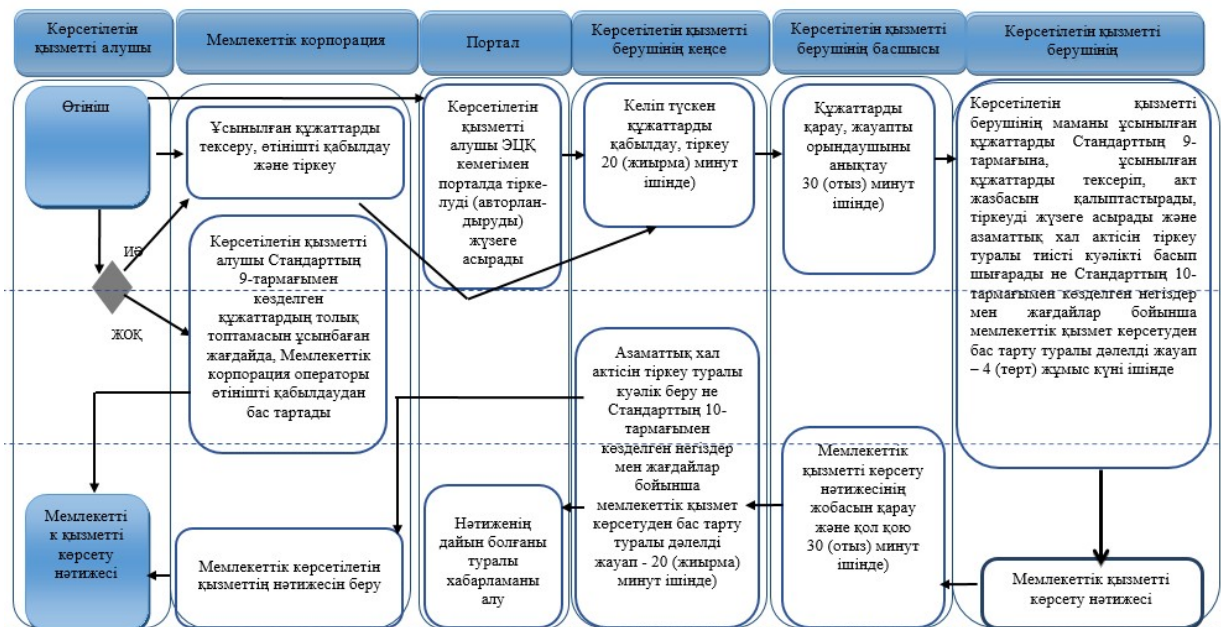 Көрсетілетін
қызметті алушы
Мемлекеттік корпорация
Портал
Көрсетілетін қызметті
берушінің кеңсе
Көрсетілетін қызметті
берушінің басшысы
Көрсетілетін қызметті
берушінің
Өтініш
Ұсынылған құжаттарды
тексеру, өтінішті қабылдау
және тіркеу
Көрсетілетін
қызметті
алушы ЭЦҚ
көмегімен
порталда тірке-
луді (авторлан-
дыруды)
жүзеге
асырады
Келіп түскен
құжаттарды
қабылдау, тіркеу
20 (жиырма) минут
ішінде)
Құжаттарды
қарау, жауапты
орындаушыны
анықтау
30 (отыз) минут
ішінде)
Көрсетілетін қызметті
берушінің маманы ұсынылған
құжаттарды Стандарттың 9-
тармағына, ұсынылған
құжаттарды тексеріп, акт
жазбасын қалыптастырады,
тіркеуді жүзеге асырады және
азаматтық хал актісін тіркеу
туралы тиісті куәлікті басып
шығарады не Стандарттың 10-
тармағымен көзделген негіздер
мен жағдайлар бойынша
мемлекеттік қызмет көрсетуден
бас тарту туралы дәлелді жауап
– 4 (төрт) жұмыс күні ішінде
ИӘ
ЖОҚ
Көрсетілетін қызметті
алушы Стандарттың
9-тармағымен
көзделген
құжаттардың толық
топтамасын ұсынбаған
жағдайда, Мемлекеттік
корпорация операторы
өтінішті қабылдаудан
бас тартады
Азаматтық хал
актісін тіркеу туралы
куәлік беру не
Стандарттың 10-
тармағымен
көзделген негіздер
мен жағдайлар
бойынша
мемлекеттік қызмет
көрсетуден бас тарту
туралы дәлелді
жауап - 20 (жиырма)
минут ішінде)
Мемлекеттік
қызметті көрсету
нәтижесінің
жобасын қарау
және қол қою
30 (отыз) минут
ішінде)
Мемлекетті
к қызметті
көрсету
нәтижесі
Мемлекеттік көрсетілетін
қызметтің нәтижесін беру
Нәтиженің
дайын болғаны
туралы
хабарламаны
алу
Мемлекеттік қызметті
көрсету нәтижесі